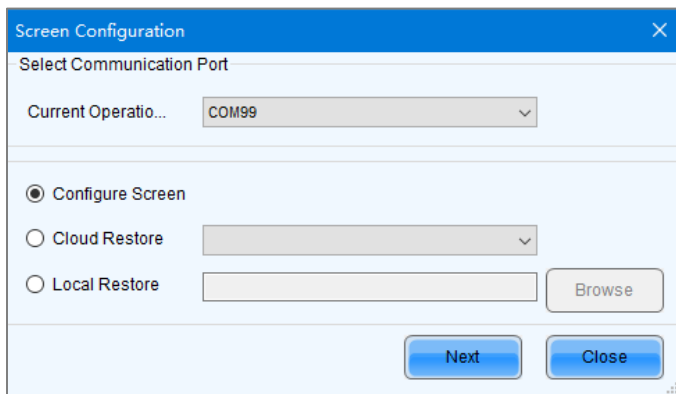 Screen Configuration
Select Communication Port
Current Operatio... COM99
Configure Screen
Cloud Restore
Local Restore Browse
Next Close